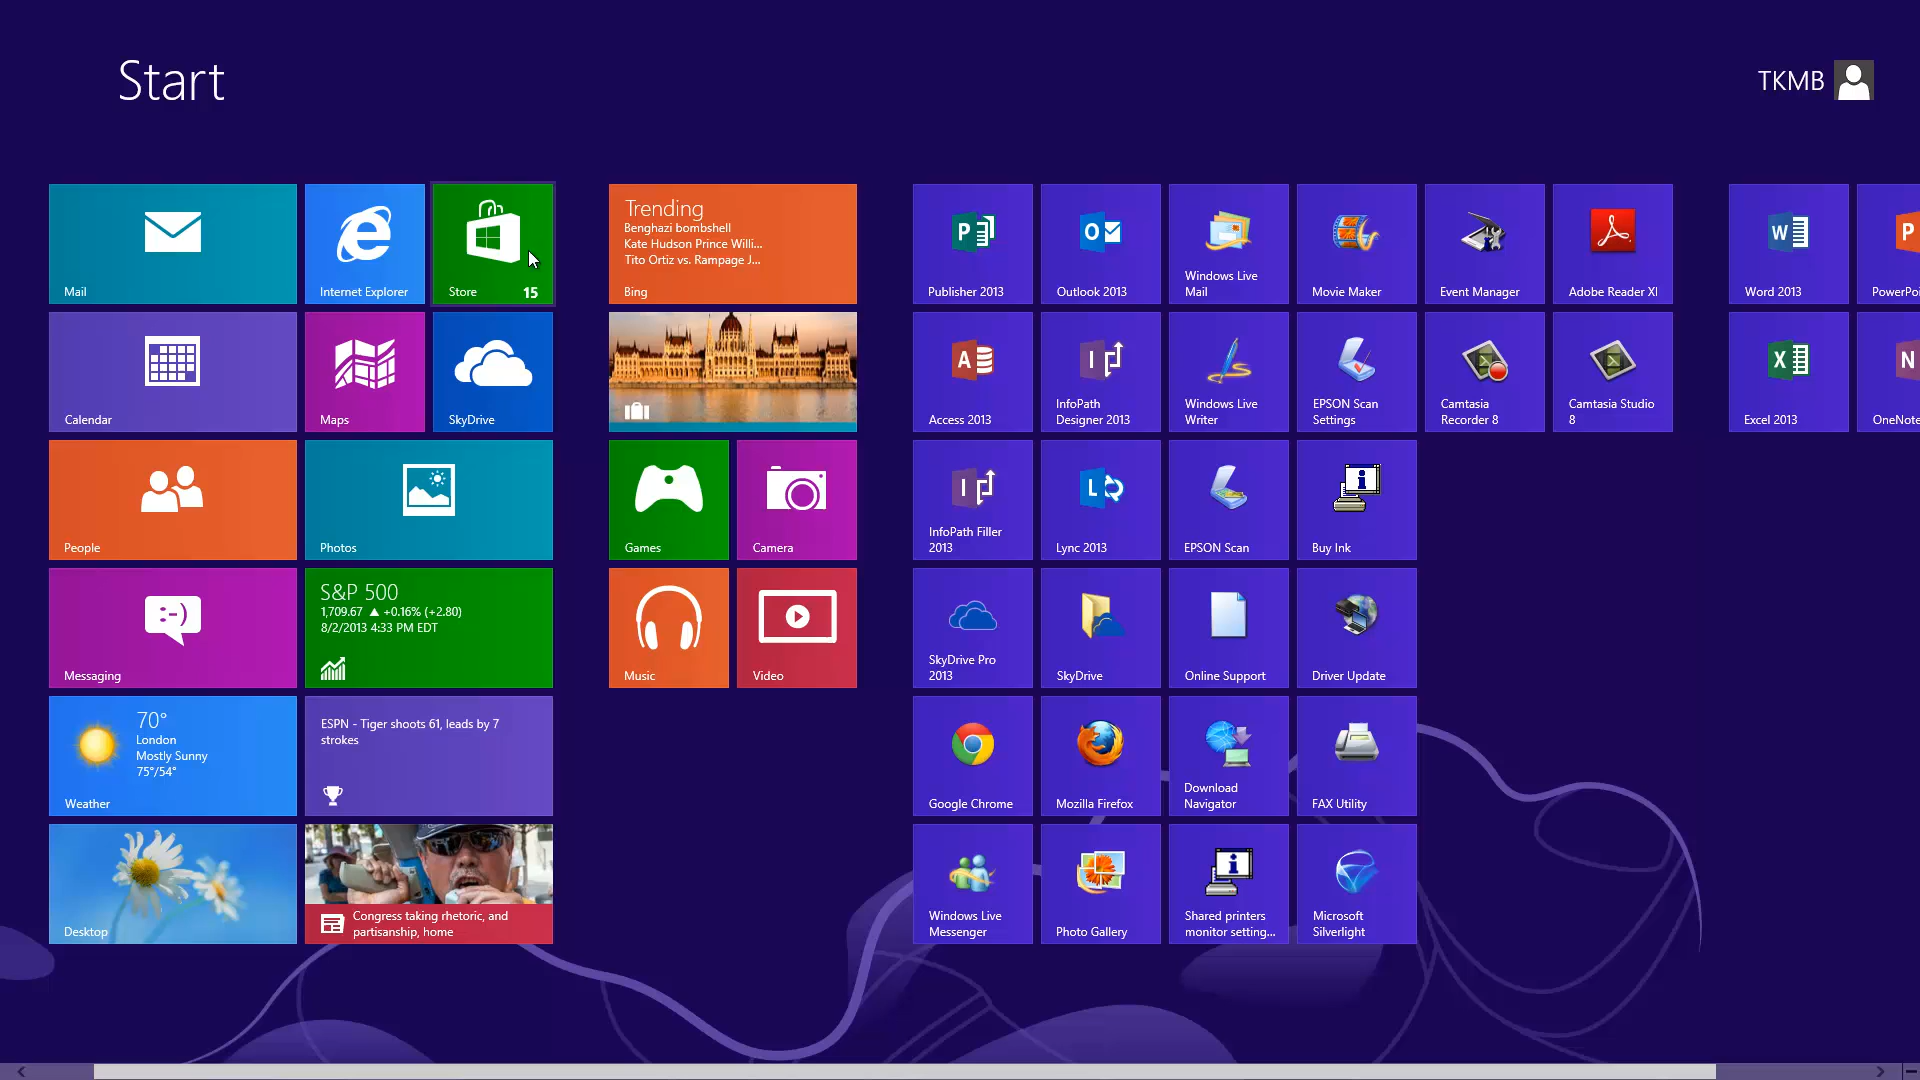 Start
TKMB
Mail
Internet Explorer
Store
15
Calendar
Maps
SkyDrive
People
Photos
Messaging
S&P 500
1,709.67 ▲ +0.16% (+2.80)
8/2/2013 4:33 PM EDT
70°
London
Mostly Sunny
75°/54°
Weather
ESPN - Tiger shoots 61, leads by 7
strokes
Desktop
Congress taking rhetoric, and
partisanship, home
Trending
Benghazi bombshell
Kate Hudson Prince Willi...
Tito Ortiz vs. Rampage J...
Bing
Games
Camera
Music
Video
P
Publisher 2013
O
Outlook 2013
Windows Live
Mail
Movie Maker
Event Manager
Adobe Reader XI
A
Access 2013
I
InfoPath
Designer 2013
Windows Live
Writer
EPSON Scan
Settings
Camtasia
Recorder 8
Camtasia Studio
8
I
InfoPath Filler
2013
L
Lync 2013
EPSON Scan
Buy Ink
SkyDrive Pro
2013
SkyDrive
Online Support
Driver Update
Google Chrome
Mozilla Firefox
Download
Navigator
FAX Utility
Windows Live
Messenger
Photo Gallery
Shared printers
monitor setting...
Microsoft
Silverlight
W
Word 2013
P
PowerPoi
X
Excel 2013
N
OneNote